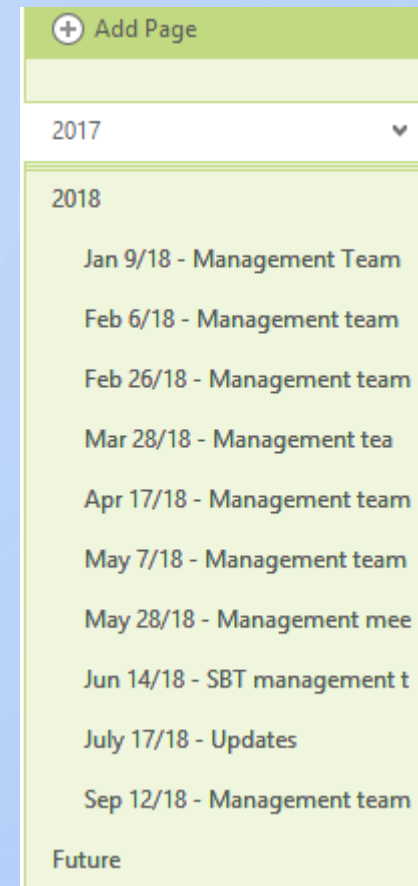 Add Page
2017
2018
Jan 9/18 - Management Team
Feb 6/18 - Management team
Feb 26/18 - Management team
Mar 28/18 - Management tea
Apr 17/18 - Management team
May 7/18 - Management team
May 28/18 - Management mee
Jun 14/18 - SBT management t
July 17/18 - Updates
Sep 12/18 - Management team
Future